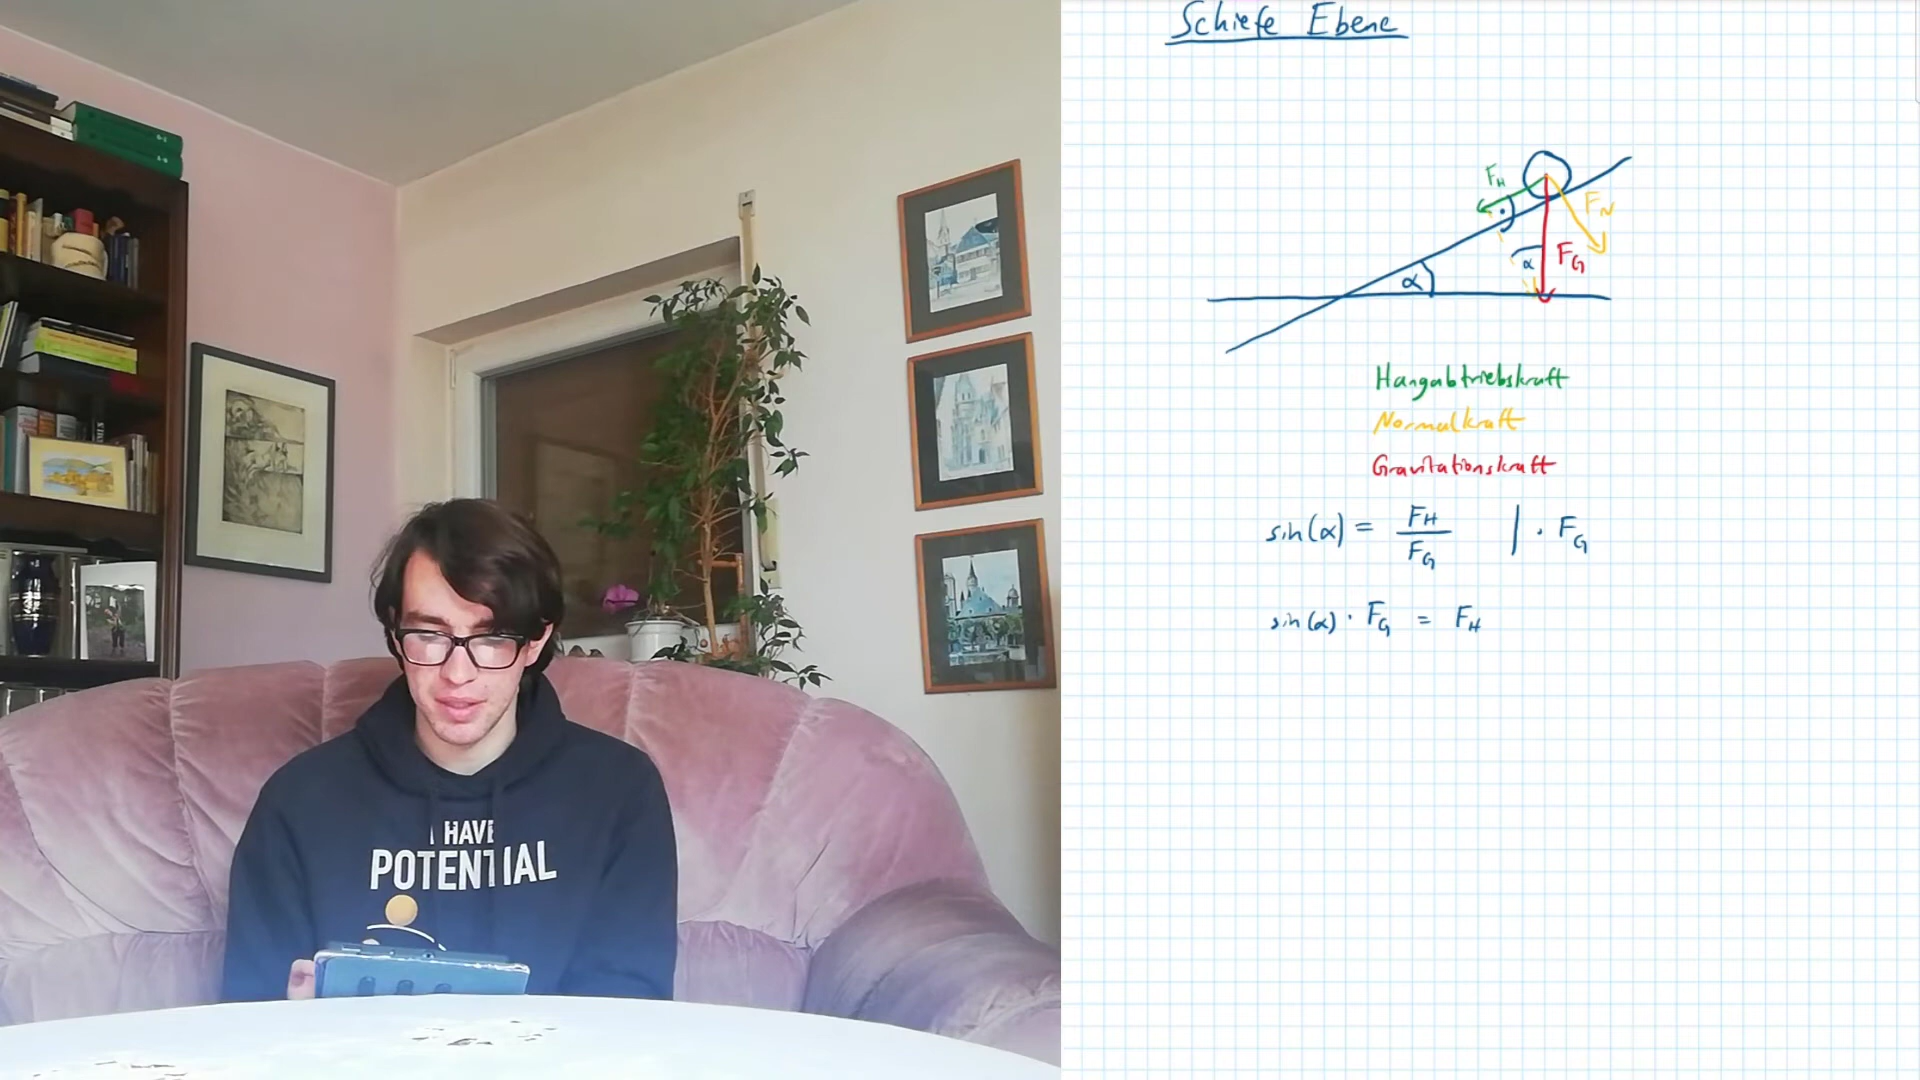 Schiefe Ebene
F_H
F_N
α
F_G
α
Hangabtriebskraft
Normalkraft
Gravitationskraft
sin(α) = F_H / F_G | · F_G
sin(α) · F_G = F_H
I HAVE
POTENTIAL